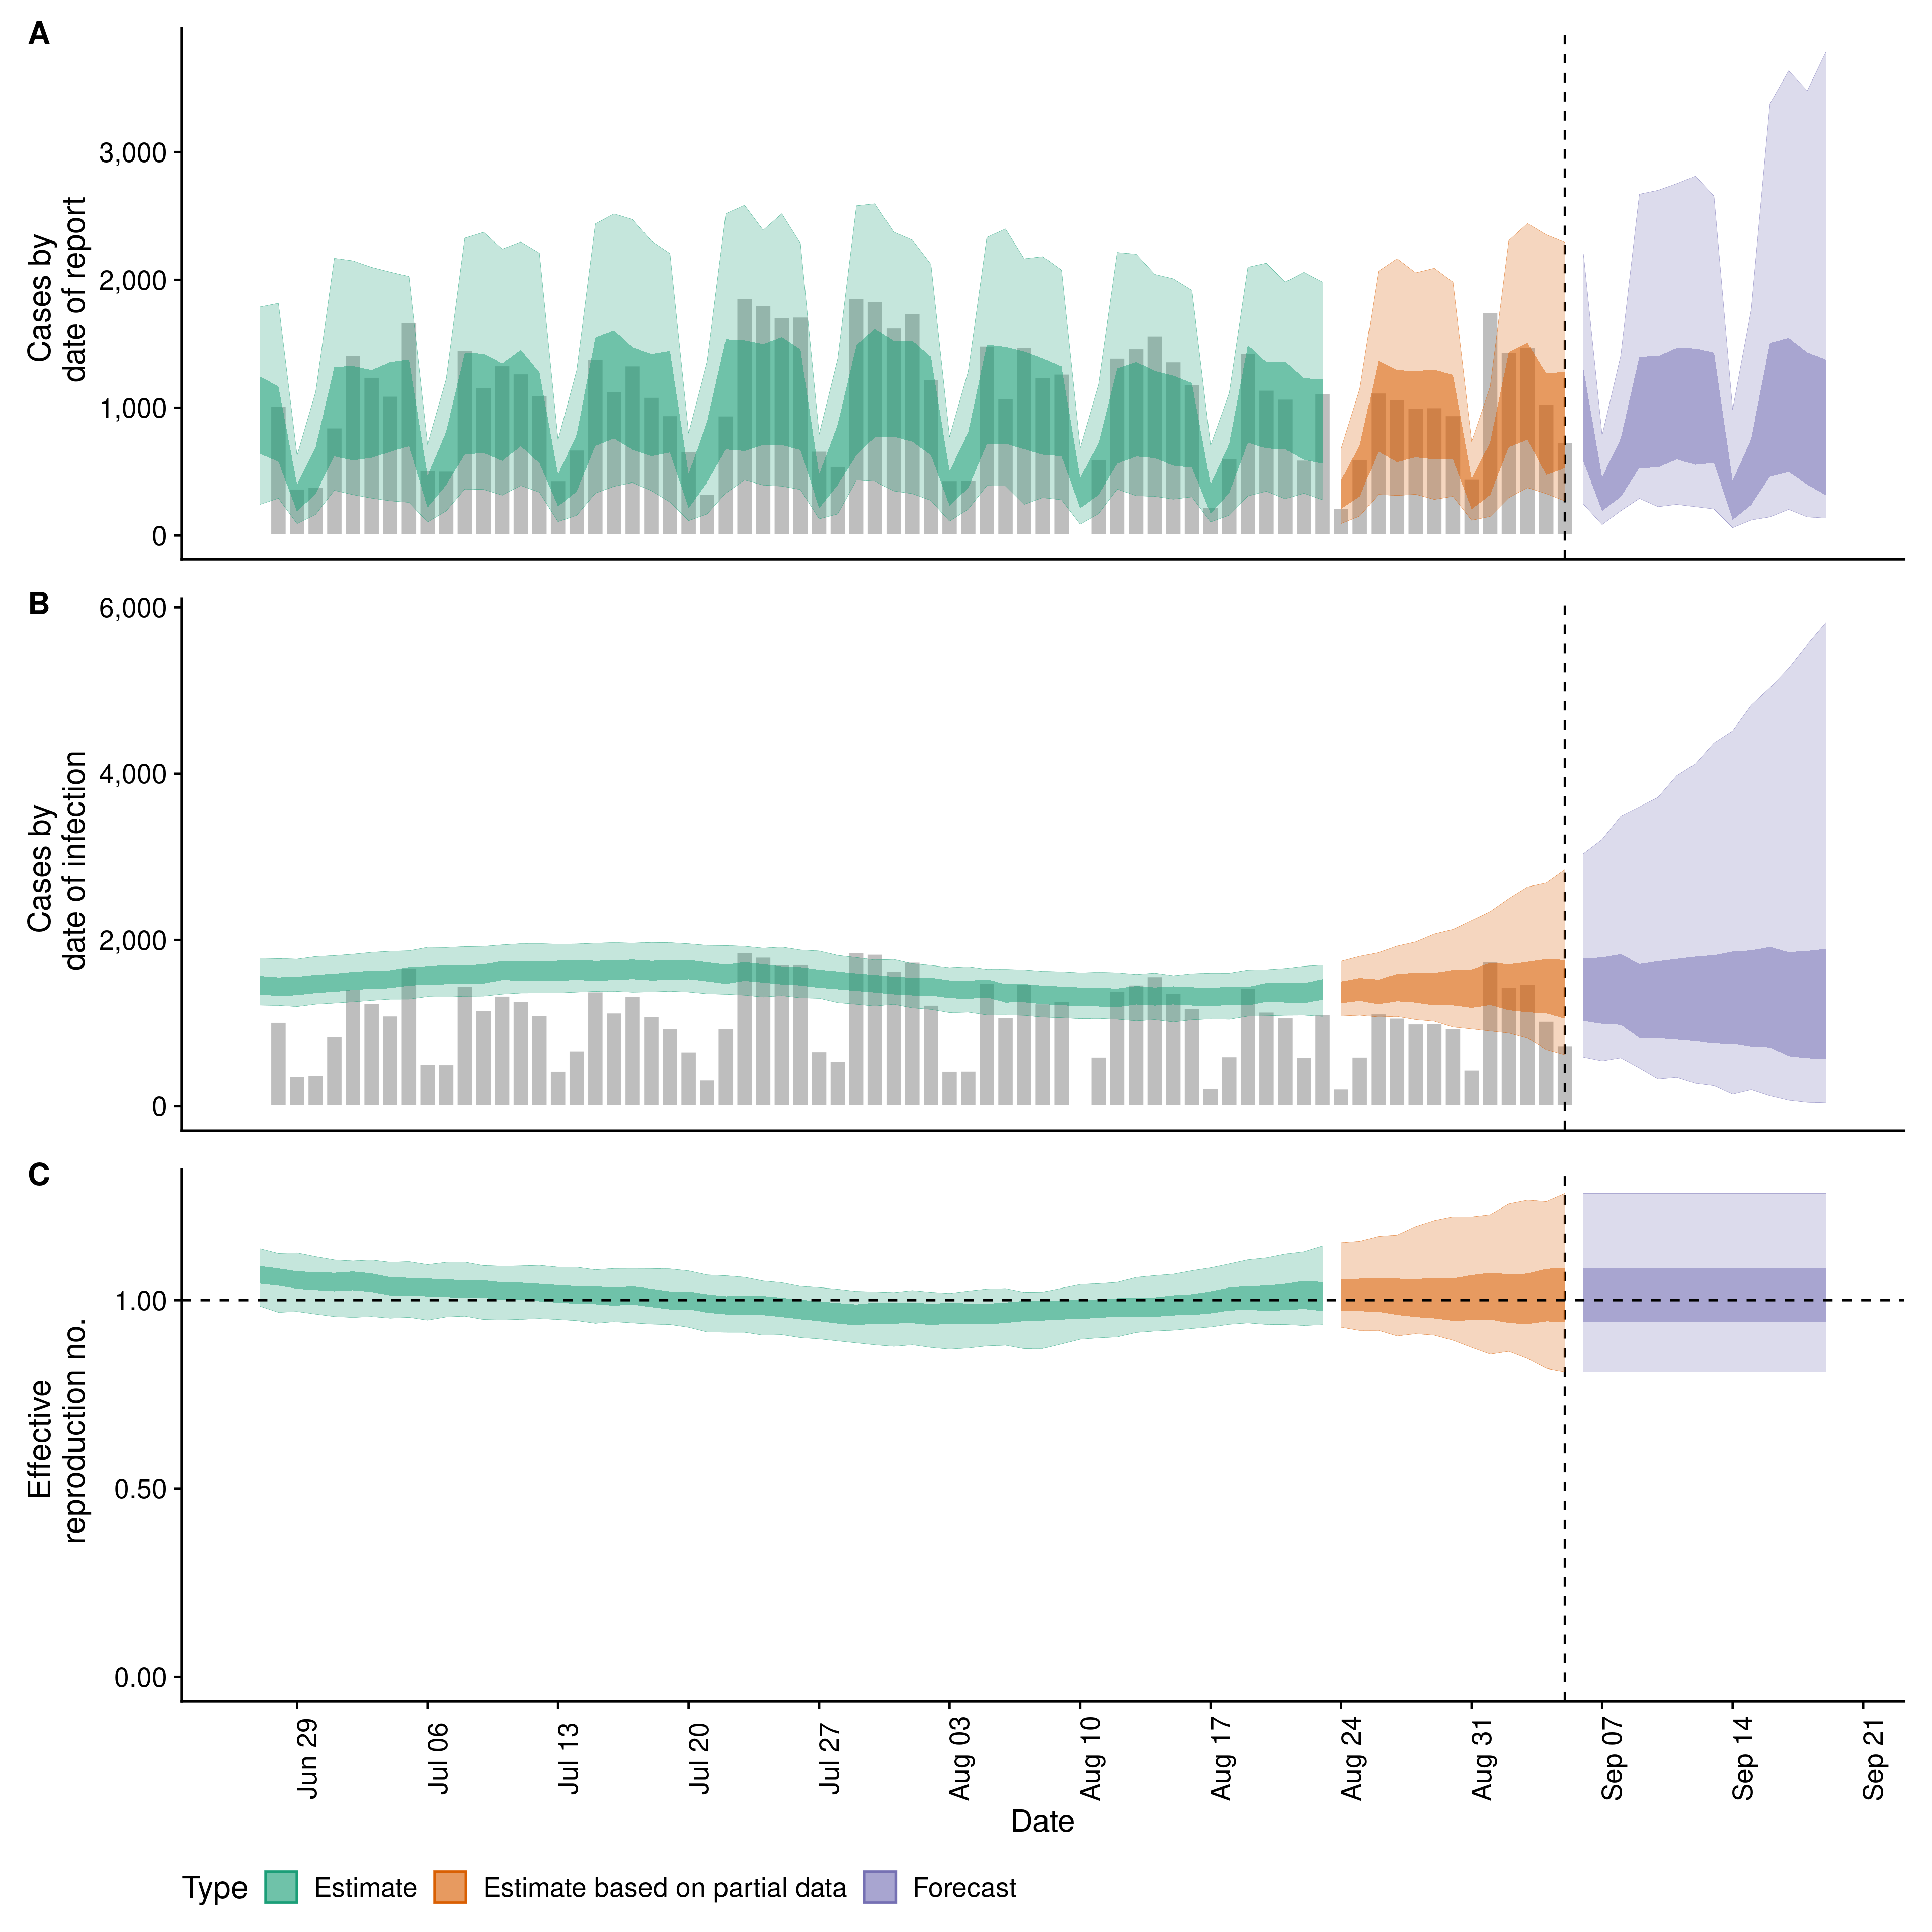 A
Cases by
date of report
3,000
2,000
1,000
0
B
Cases by
date of infection
6,000
4,000
2,000
0
C
Effective
reproduction no.
1.00
0.50
0.00
Jun 29
Jul 06
Jul 13
Jul 20
Jul 27
Aug 03
Aug 10
Aug 17
Aug 24
Aug 31
Sep 07
Sep 14
Sep 21
Date
Type Estimate Estimate based on partial data Forecast